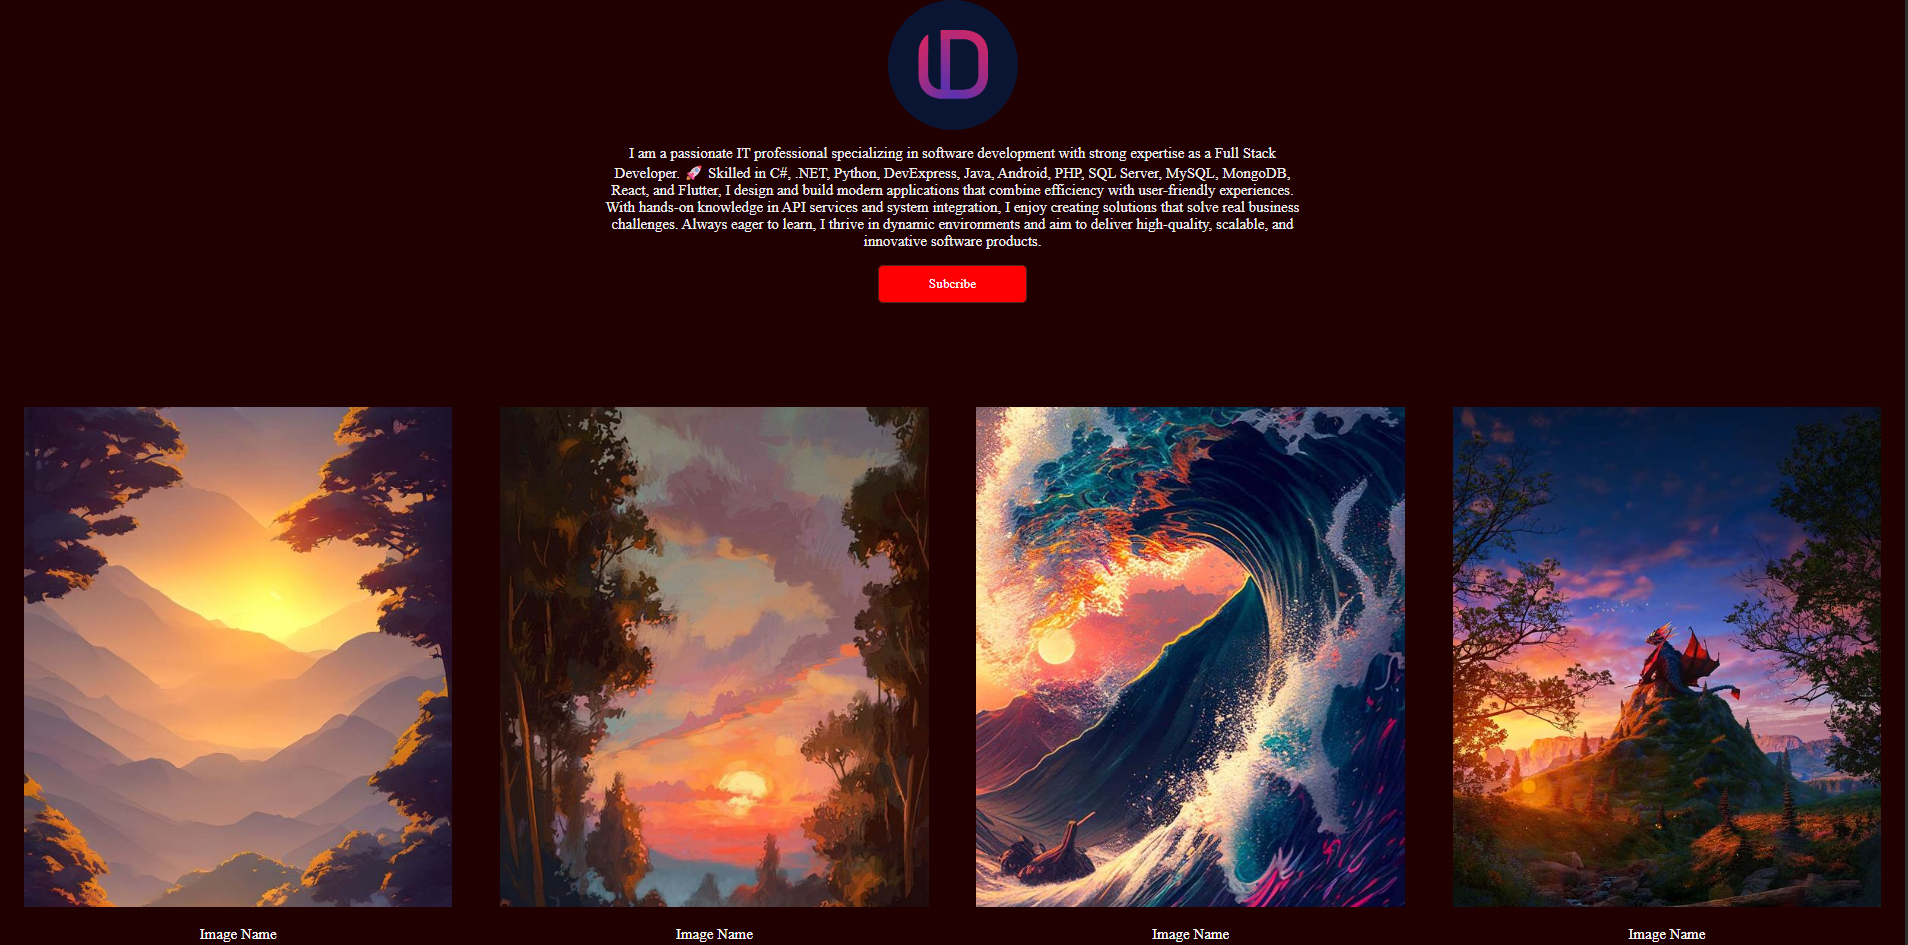 I am a passionate IT professional specializing in software development with strong expertise as a Full Stack
Developer. 🚀 Skilled in C#, .NET, Python, DevExpress, Java, Android, PHP, SQL Server, MySQL, MongoDB,
React, and Flutter, I design and build modern applications that combine efficiency with user-friendly experiences.
With hands-on knowledge in API services and system integration, I enjoy creating solutions that solve real business
challenges. Always eager to learn, I thrive in dynamic environments and aim to deliver high-quality, scalable, and
innovative software products.
Subcribe
Image Name
Image Name
Image Name
Image Name